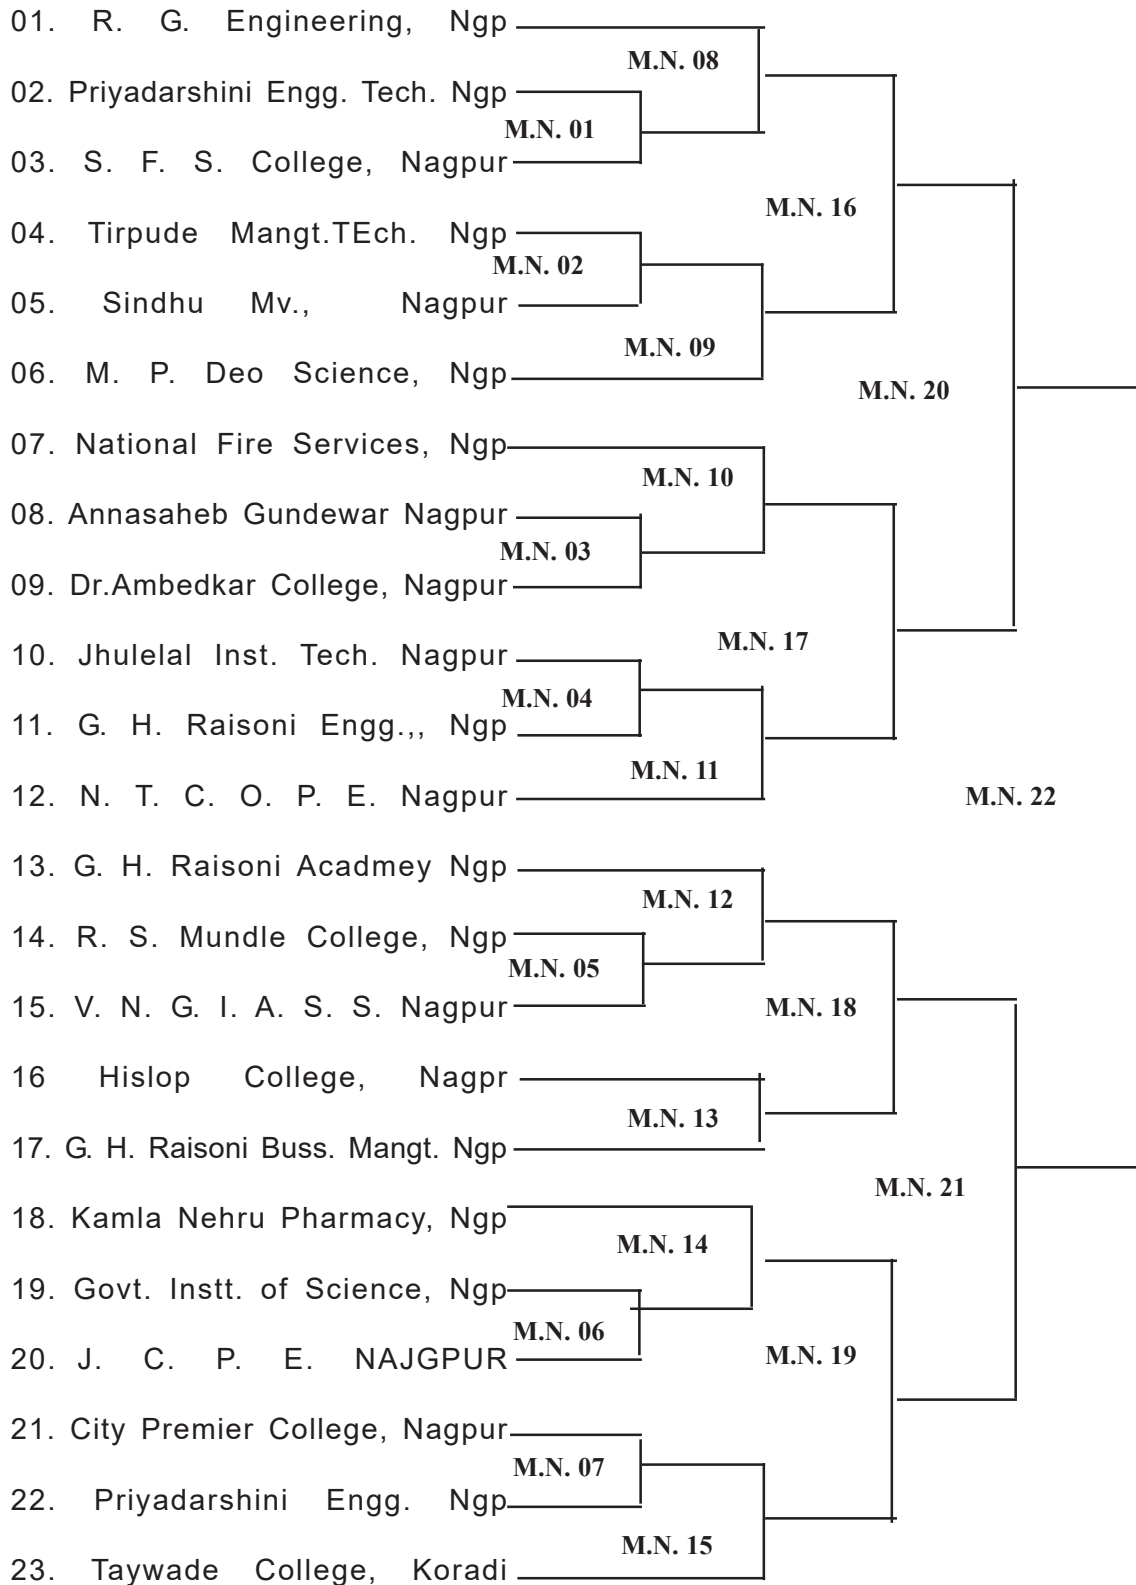 01. R. G. Engineering, Ngp
M.N. 08
02. Priyadarshini Engg. Tech. Ngp
M.N. 01
03. S. F. S. College, Nagpur
M.N. 16
04. Tirpude Mangt.TEch. Ngp
M.N. 02
05. Sindhu Mv., Nagpur
M.N. 09
06. M. P. Deo Science, Ngp
M.N. 20
07. National Fire Services, Ngp
M.N. 10
08. Annasaheb Gundewar Nagpur
M.N. 03
09. Dr.Ambedkar College, Nagpur
M.N. 17
10. Jhulelal Inst. Tech. Nagpur
M.N. 04
11. G. H. Raisoni Engg.,, Ngp
M.N. 11
12. N. T. C. O. P. E. Nagpur
M.N. 22
13. G. H. Raisoni Acadmey Ngp
M.N. 12
14. R. S. Mundle College, Ngp
M.N. 05
15. V. N. G. I. A. S. S. Nagpur
M.N. 18
16 Hislop College, Nagpr
M.N. 13
17. G. H. Raisoni Buss. Mangt. Ngp
M.N. 21
18. Kamla Nehru Pharmacy, Ngp
M.N. 14
19. Govt. Instt. of Science, Ngp
M.N. 06
20. J. C. P. E. NAJGPUR
M.N. 19
21. City Premier College, Nagpur
M.N. 07
22. Priyadarshini Engg. Ngp
M.N. 15
23. Taywade College, Koradi